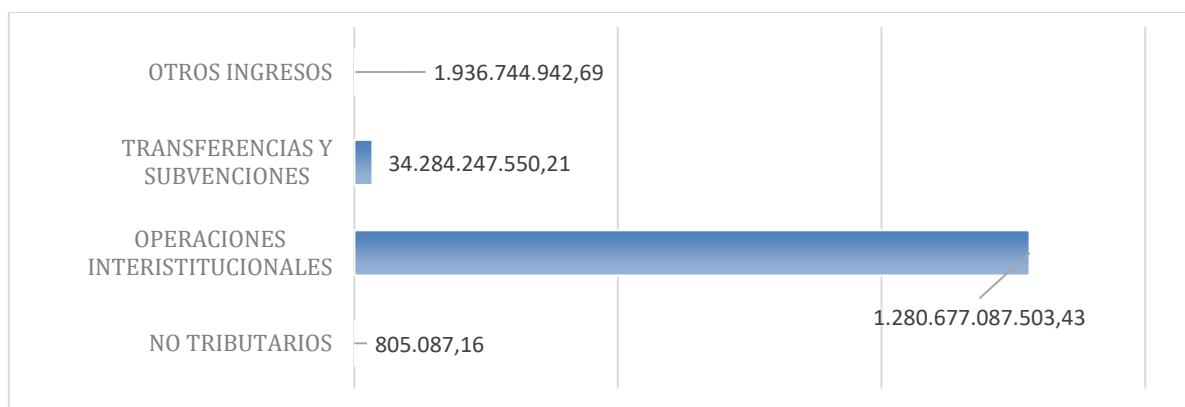 OTROS INGRESOS
1.936.744.942,69
TRANSFERENCIAS Y
SUBVENCIONES
34.284.247.550,21
OPERACIONES
INTERISTITUCIONALES
1.280.677.087.503,43
NO TRIBUTARIOS
805.087,16